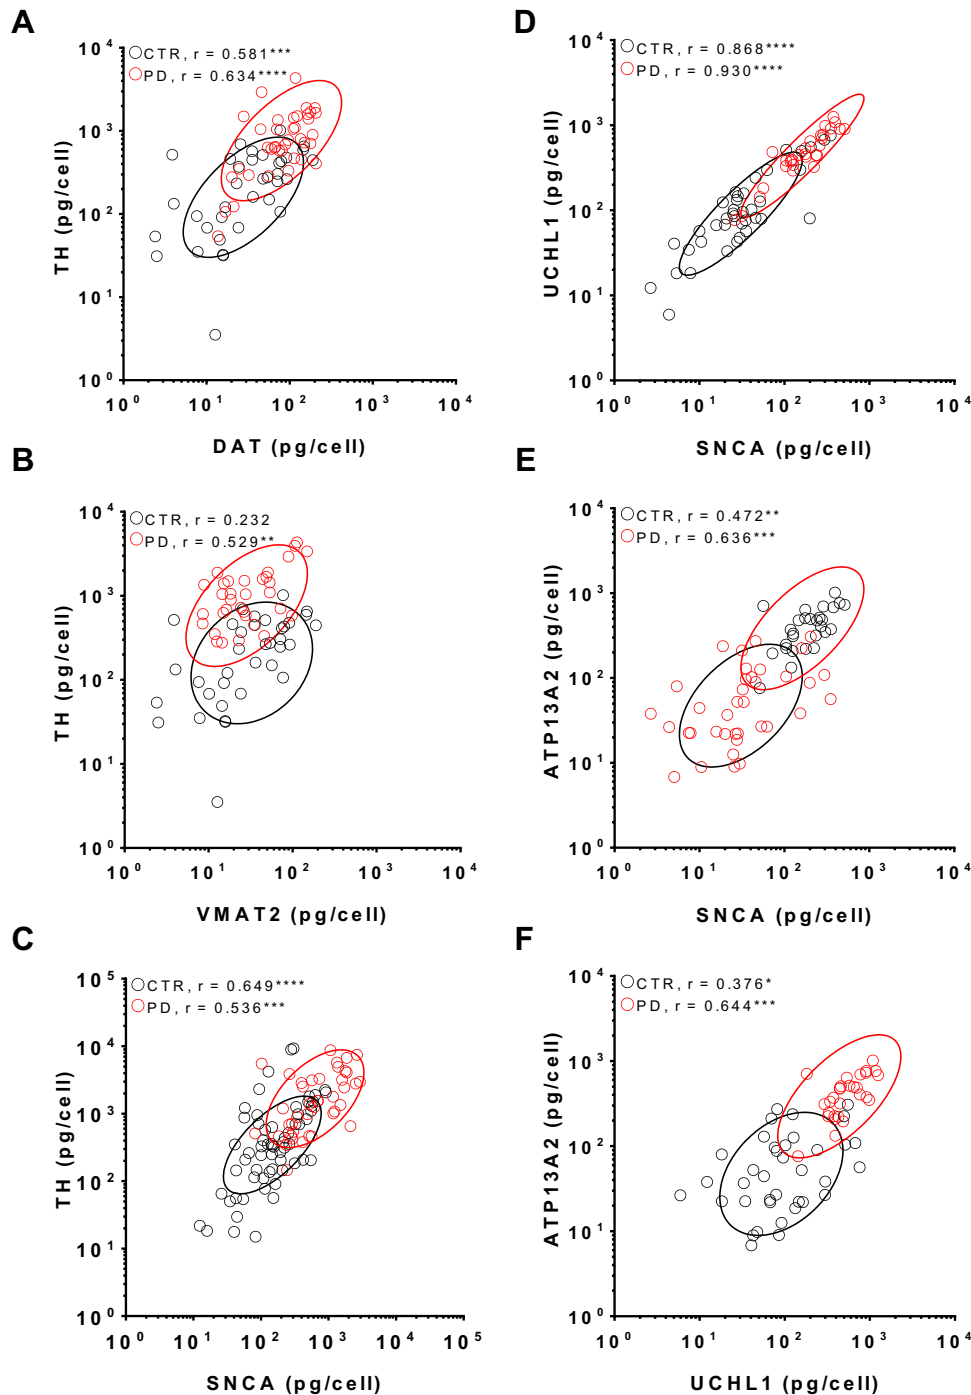 A
10⁴
CTR, r = 0.581***
PD, r = 0.634****
10³
10²
10¹
10⁰
TH (pg/cell)
10⁰ 10¹ 10² 10³ 10⁴
DAT (pg/cell)
D
10⁴
CTR, r = 0.868****
PD, r = 0.930****
10³
10²
10¹
10⁰
UCHL1 (pg/cell)
10⁰ 10¹ 10² 10³ 10⁴
SNCA (pg/cell)
B
10⁴
CTR, r = 0.232
PD, r = 0.529**
10³
10²
10¹
10⁰
TH (pg/cell)
10⁰ 10¹ 10² 10³ 10⁴
VMAT2 (pg/cell)
E
10⁴
CTR, r = 0.472**
PD, r = 0.636***
10³
10²
10¹
10⁰
ATP13A2 (pg/cell)
10⁰ 10¹ 10² 10³ 10⁴
SNCA (pg/cell)
C
10⁵
CTR, r = 0.649****
PD, r = 0.536***
10⁴
10³
10²
10¹
10⁰
TH (pg/cell)
10⁰ 10¹ 10² 10³ 10⁴ 10⁵
SNCA (pg/cell)
F
10⁴
CTR, r = 0.376*
PD, r = 0.644***
10³
10²
10¹
10⁰
ATP13A2 (pg/cell)
10⁰ 10¹ 10² 10³ 10⁴
UCHL1 (pg/cell)